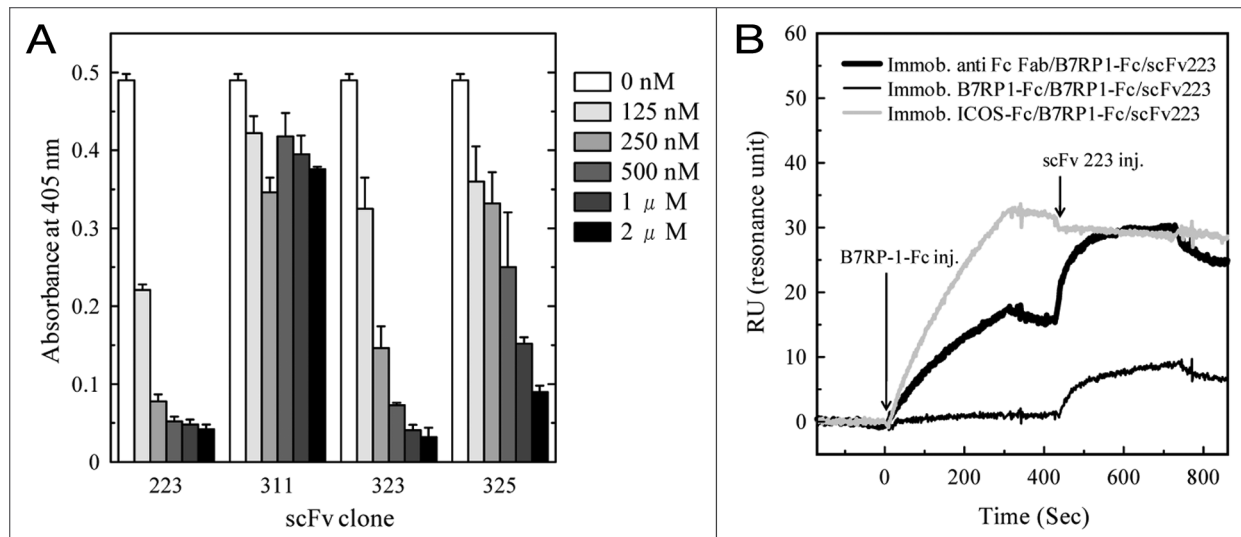 A
Absorbance at 405 nm
0.5
0.4
0.3
0.2
0.1
0
223
311
323
325
scFv clone
0 nM
125 nM
250 nM
500 nM
1 μ M
2 μ M
B
RU (resonance unit)
60
50
40
30
20
10
0
Immob. anti Fc Fab/B7RP1-Fc/scFv223
Immob. B7RP1-Fc/B7RP1-Fc/scFv223
Immob. ICOS-Fc/B7RP1-Fc/scFv223
scFv 223 inj.
B7RP-1-Fc inj.
0
200
400
600
800
Time (Sec)